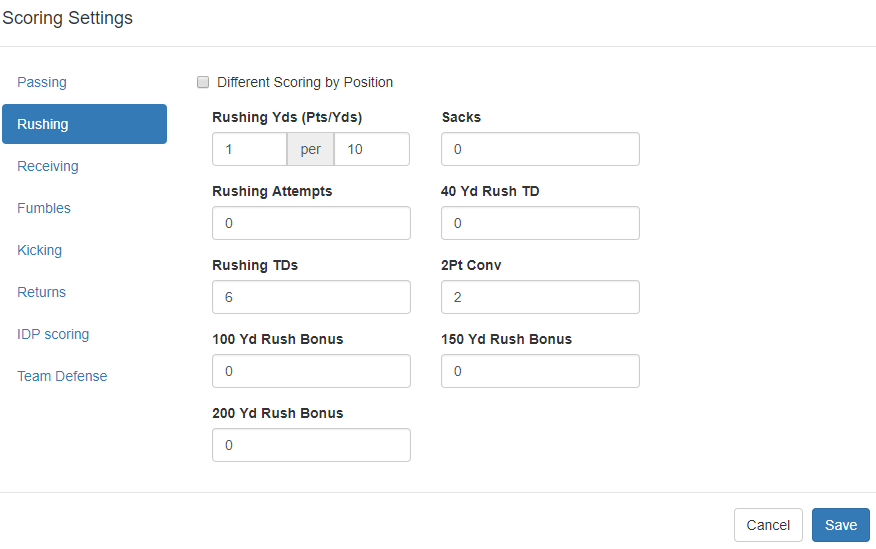 Scoring Settings
Passing
Rushing
Receiving
Fumbles
Kicking
Returns
IDP scoring
Team Defense
Different Scoring by Position
Rushing Yds (Pts/Yds)
1 per 10
Sacks
0
Rushing Attempts
0
40 Yd Rush TD
0
Rushing TDs
6
2Pt Conv
2
100 Yd Rush Bonus
0
150 Yd Rush Bonus
0
200 Yd Rush Bonus
0
Cancel
Save